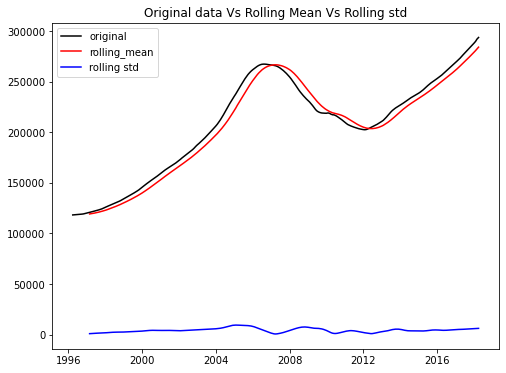 Original data Vs Rolling Mean Vs Rolling std
original
rolling_mean
rolling std
300000
250000
200000
150000
100000
50000
0
1996 2000 2004 2008 2012 2016